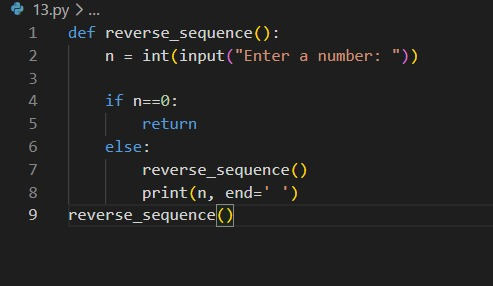 13.py > ...
1 def reverse_sequence():
2     n = int(input("Enter a number: "))
3
4     if n==0:
5         return
6     else:
7         reverse_sequence()
8         print(n, end=' ')
9 reverse_sequence()